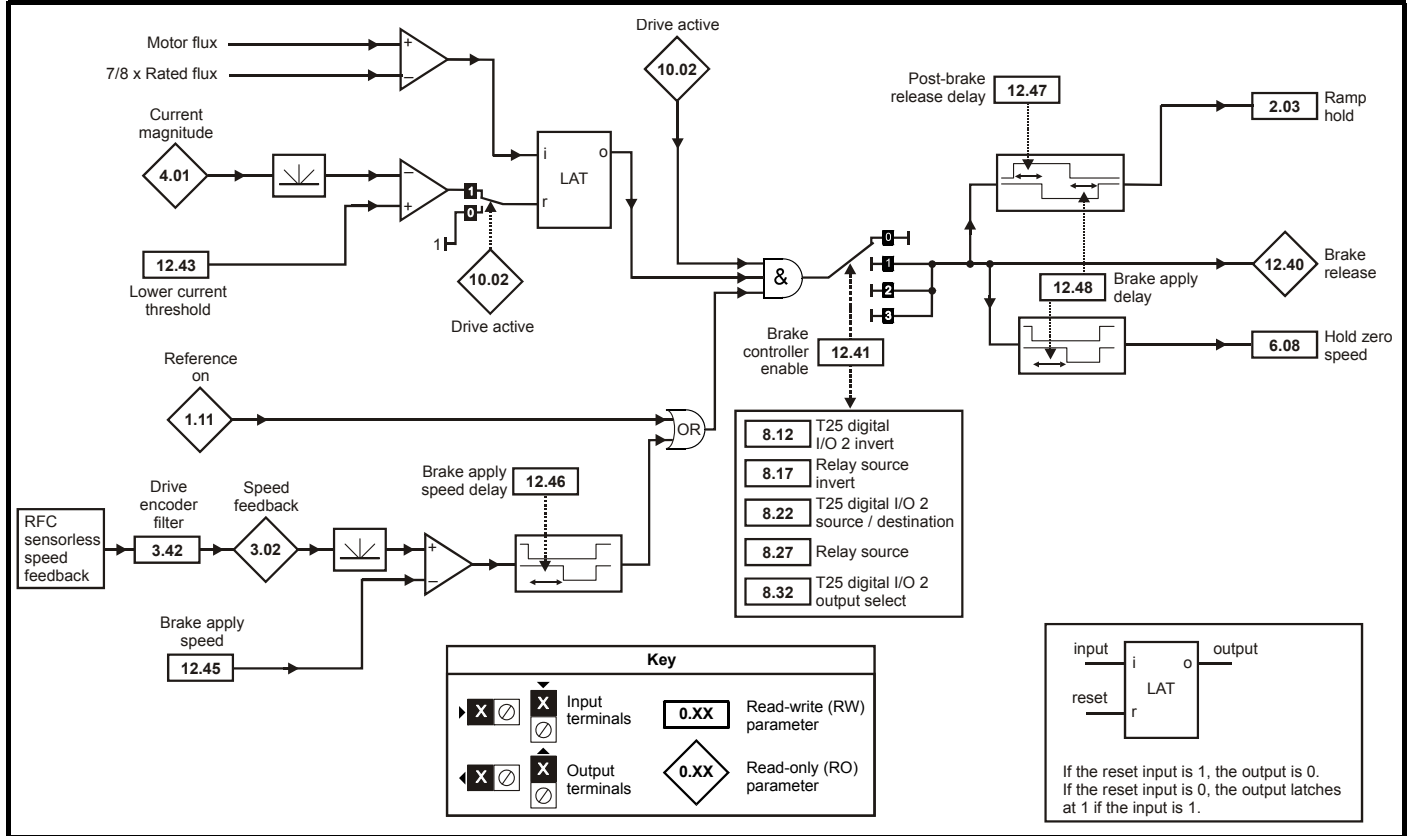 Motor flux
7/8 x Rated flux
+
–
Current
magnitude
4.01
–
+
12.43
Lower current
threshold
1
0
1
i
o
LAT
r
10.02
Drive active
Drive active
10.02
&
0
1
2
3
Brake
controller
enable
12.41
Post-brake
release delay
12.47
2.03
Ramp
hold
12.40
Brake
release
12.48
Brake apply
delay
6.08
Hold zero
speed
Reference
on
1.11
OR
RFC
sensorless
speed
feedback
Drive
encoder
filter
3.42
Speed
feedback
3.02
+
–
Brake apply
speed delay
12.46
Brake apply
speed
12.45
8.12
T25 digital
I/O 2 invert
8.17
Relay source
invert
8.22
T25 digital I/O 2
source / destination
8.27
Relay source
8.32
T25 digital I/O 2
output select
Key
X
X
Input
terminals
0.XX
Read-write (RW)
parameter
X
X
Output
terminals
0.XX
Read-only (RO)
parameter
input
i
o
output
LAT
reset
r
If the reset input is 1, the output is 0.
If the reset input is 0, the output latches
at 1 if the input is 1.